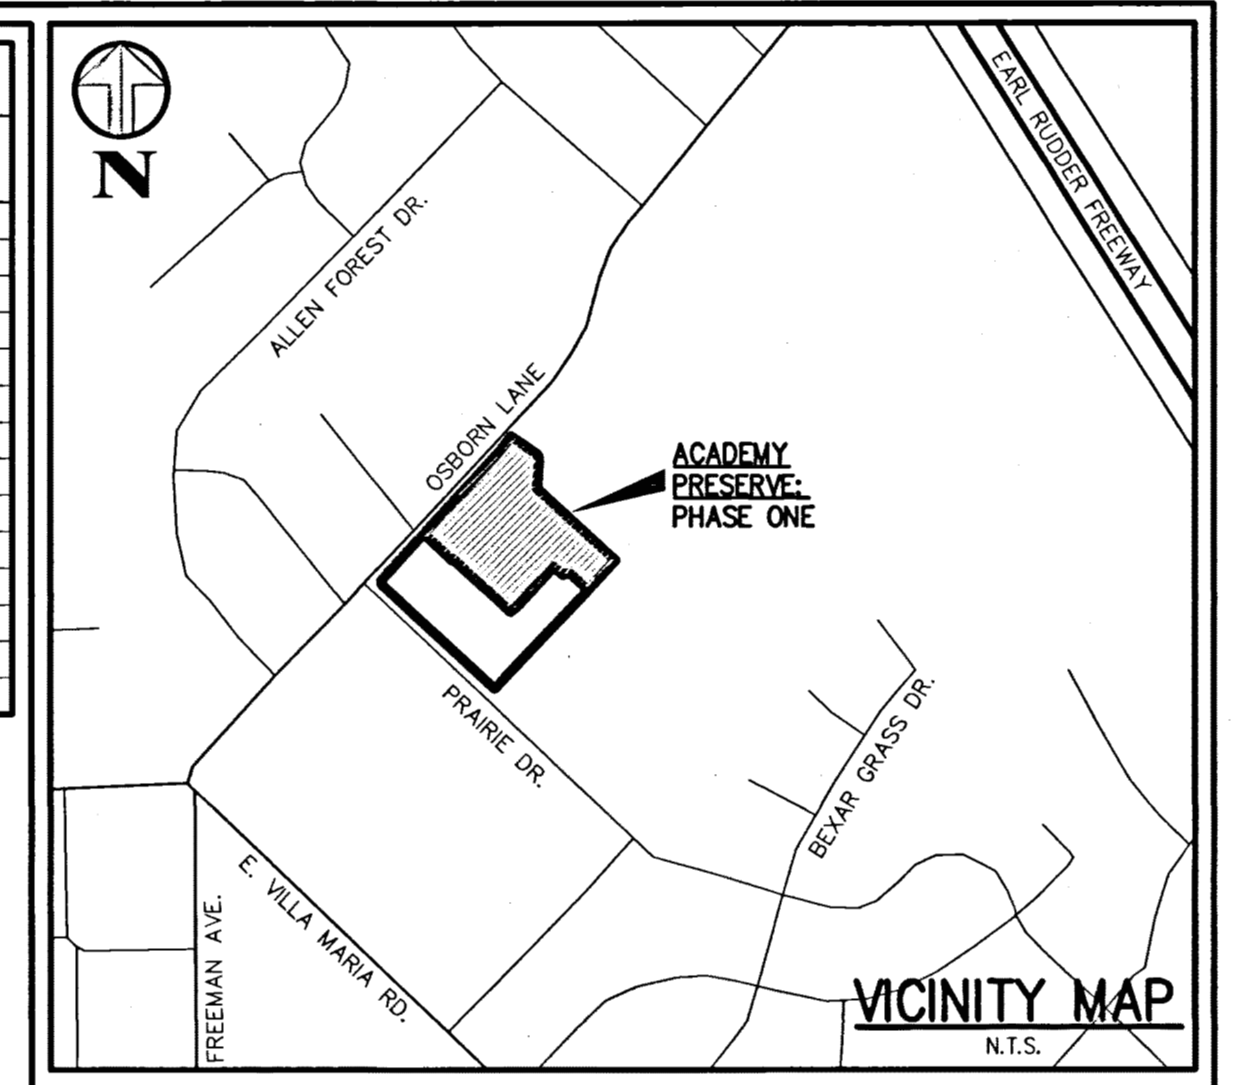 N
EARL RUDDER FREEWAY
ALLEN FOREST DR.
OSBORN LANE
ACADEMY
PRESERVE;
PHASE ONE
PRAIRIE DR.
BEXAR GRASS DR.
E. VILLA MARIA RD.
FREEMAN AVE.
VICINITY MAP
N.T.S.